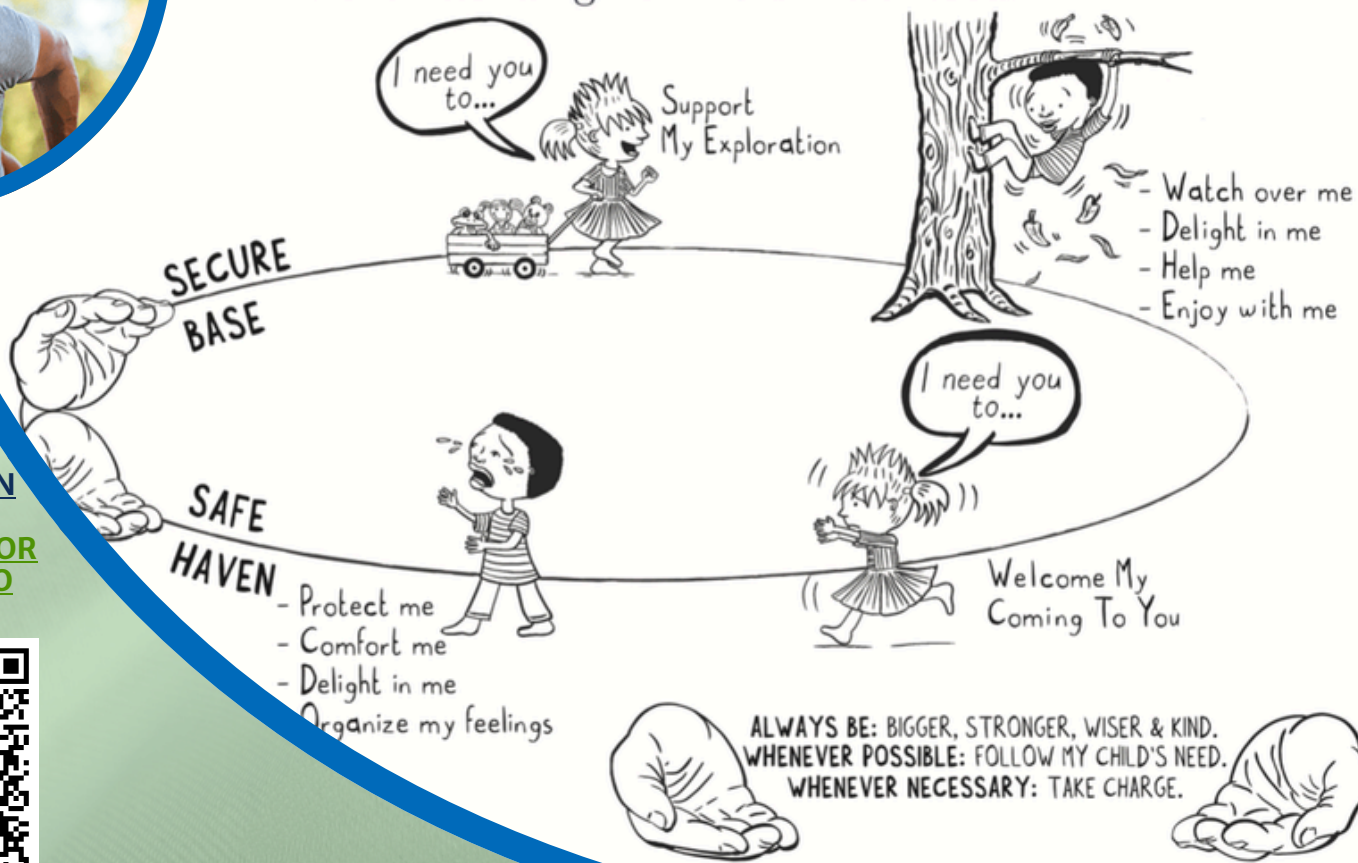 I need you
to...
Support
My Exploration
- Watch over me
- Delight in me
- Help me
- Enjoy with me
SECURE
BASE
I need you
to...
SAFE
HAVEN
- Protect me
- Comfort me
- Delight in me
Organize my feelings
Welcome My
Coming To You
N
OR
O
ALWAYS BE: BIGGER, STRONGER, WISER & KIND.
WHENEVER POSSIBLE: FOLLOW MY CHILD'S NEED.
WHENEVER NECESSARY: TAKE CHARGE.